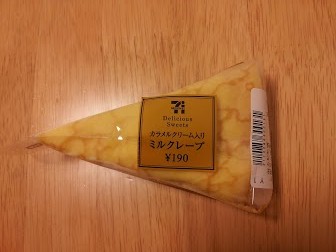 7
Delicious
Sweets
カラメルクリーム入り
ミルクレープ
¥190